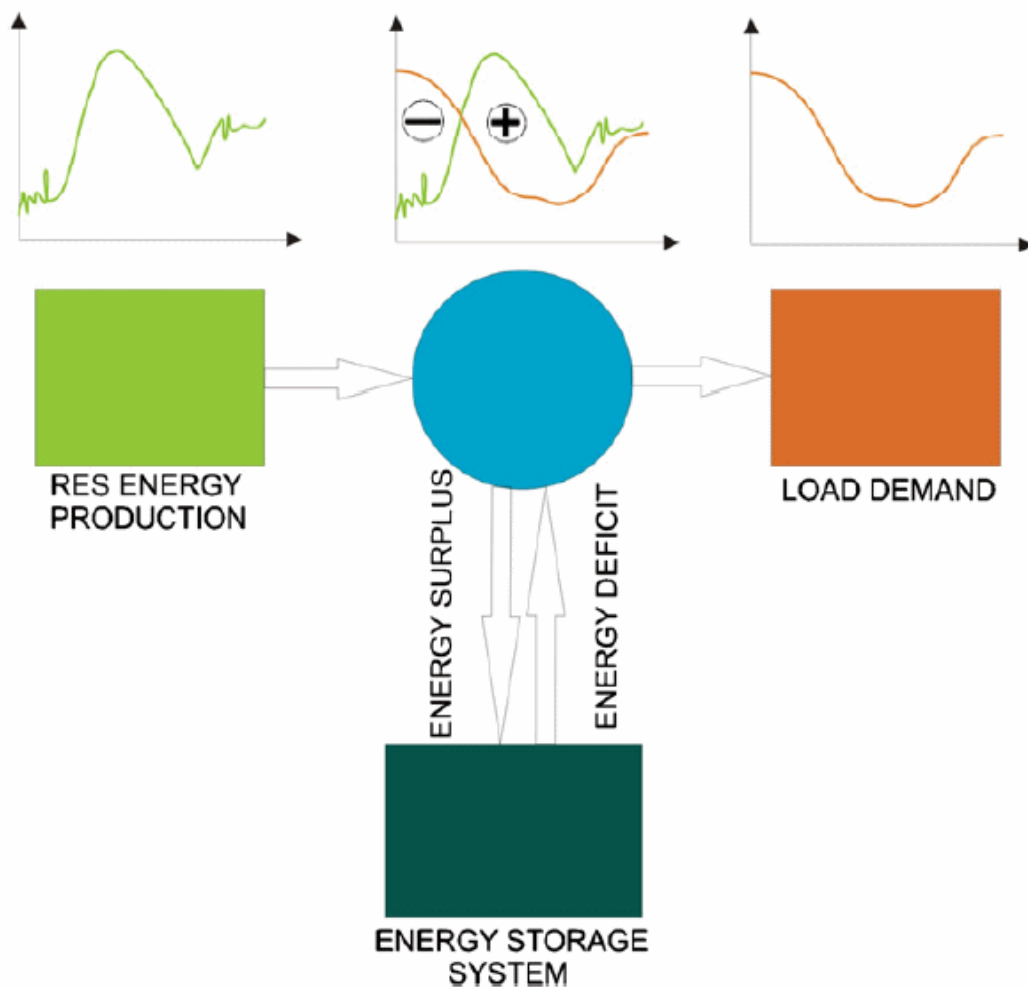 RES ENERGY
PRODUCTION
LOAD DEMAND
ENERGY SURPLUS
ENERGY DEFICIT
ENERGY STORAGE
SYSTEM